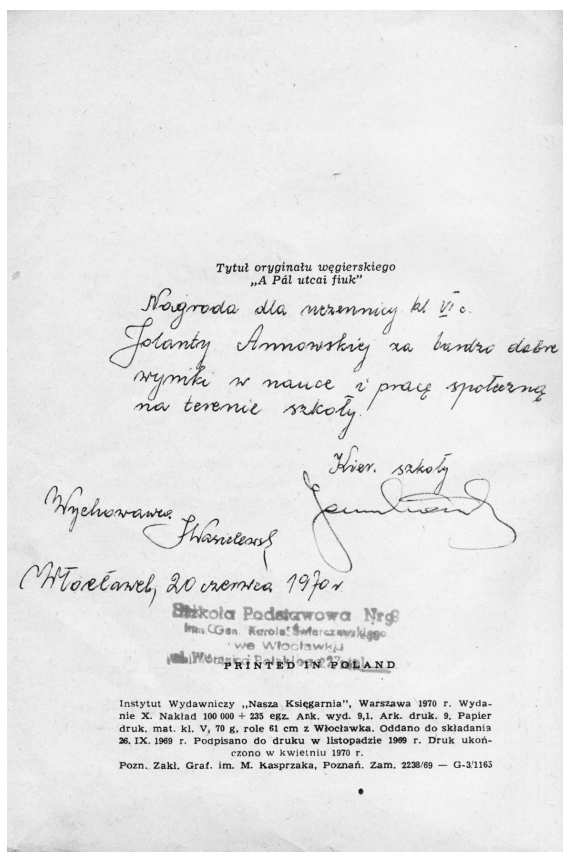 Tytuł oryginału węgierskiego
„A Pál utcai fiuk"
Nagroda dla uczennicy kl VI c.
Jolanty Annowskiej za bardzo dobre
wyniki w nauce i pracę społeczną
na terenie szkoły.
Kier. szkoły
Wychowawca
JWasilewsk
Włocławek, 20 czerwca 1970 r.
Szkoła Podstawowa Nr 8
im. Gen. Karola Świerczewskiego
we Włocławku
PRINTED IN POLAND
Instytut Wydawniczy „Nasza Księgarnia", Warszawa 1970 r. Wyda-
nie X. Nakład 100 000 + 235 egz. Ark. wyd. 9,1. Ark. druk. 9. Papier
druk. mat. kl. V, 70 g, role 61 cm z Włocławka. Oddano do składania
26. IX. 1969 r. Podpisano do druku w listopadzie 1969 r. Druk ukoń-
czono w kwietniu 1970 r.
Pozn. Zakł. Graf. im. M. Kasprzaka, Poznań. Zam. 2238/69 — G-3/1165